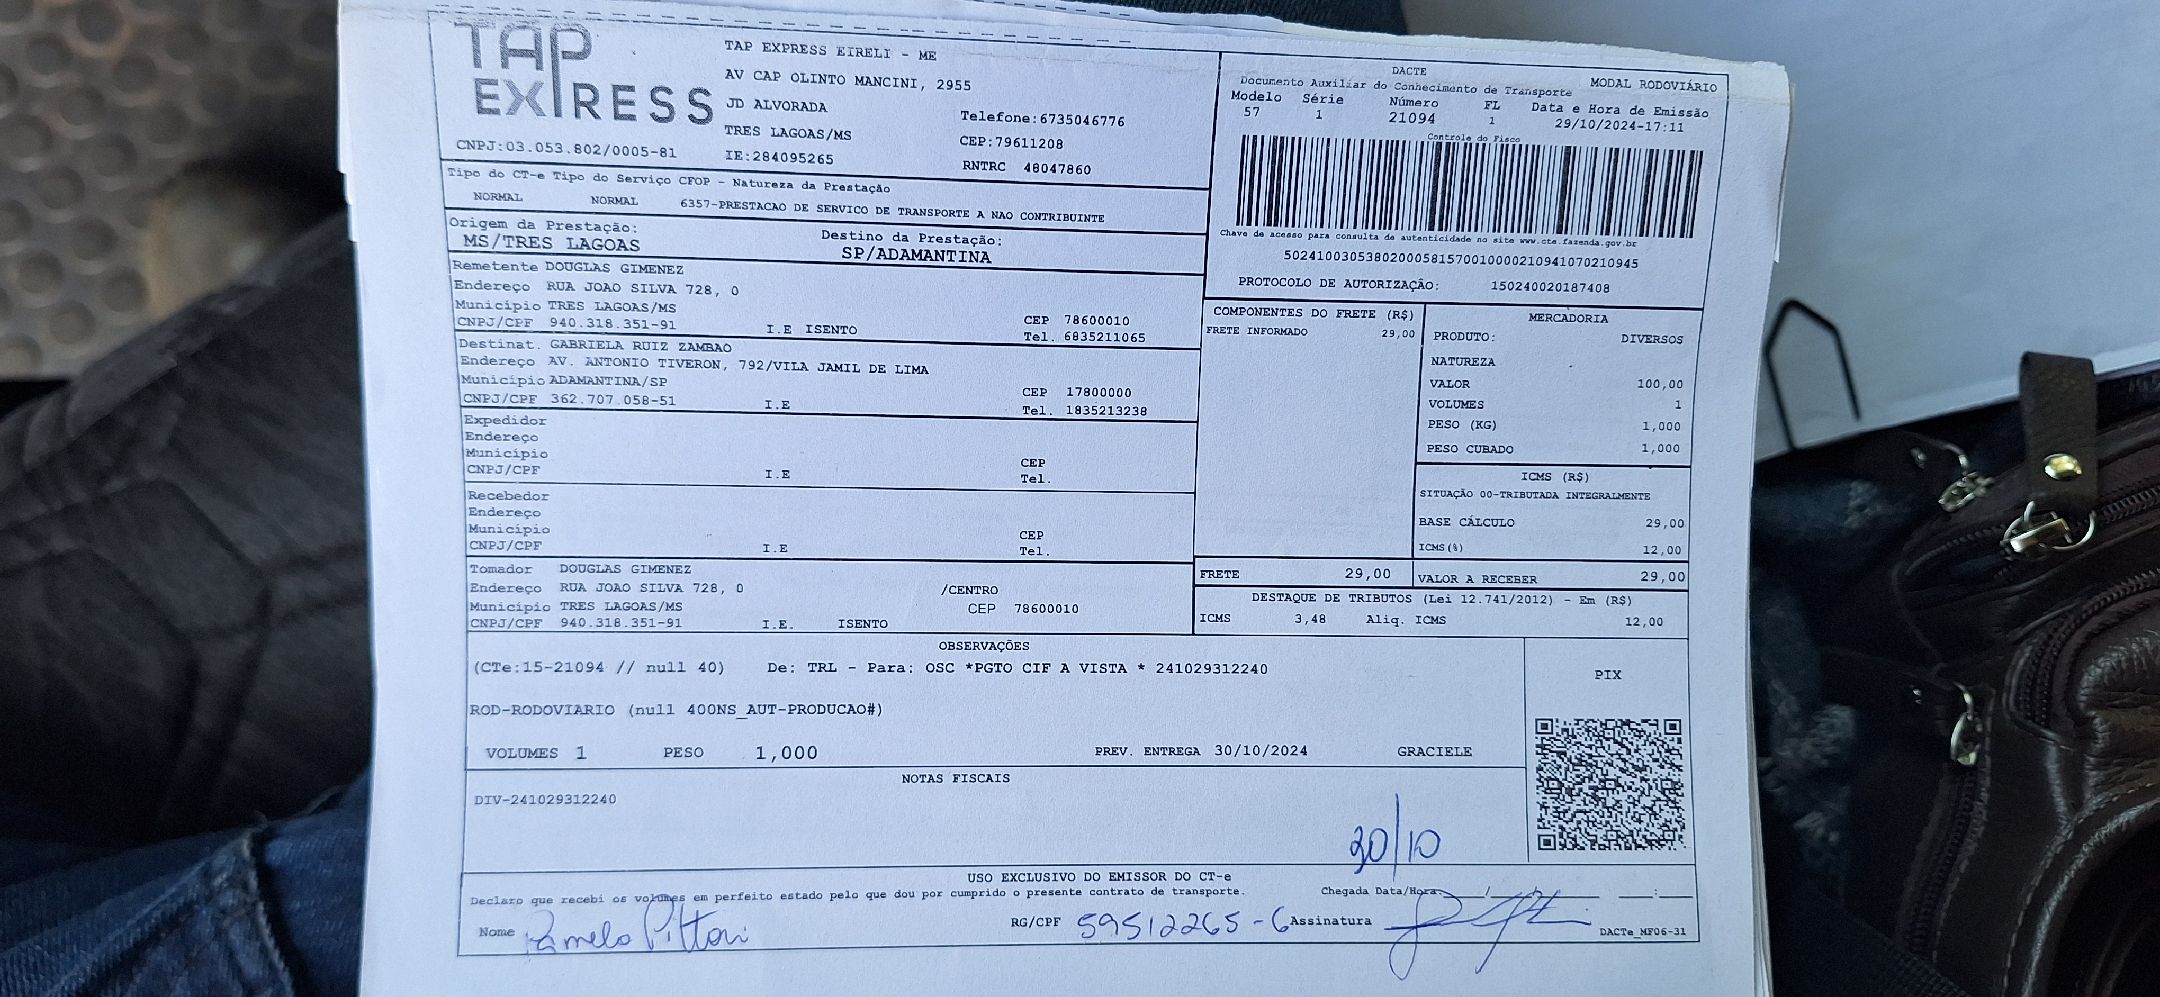 TAP EXPRESS
TAP EXPRESS EIRELI - ME
AV CAP OLINTO MANCINI, 2955
JD ALVORADA
TRES LAGOAS/MS
IE:284095265
Telefone:6735046776
CEP:79611208
RNTRC 48047860
CNPJ:03.053.802/0005-81
DACTE
Documento Auxiliar do Conhecimento de Transporte
MODAL RODOVIÁRIO
Modelo Série Número FL Data e Hora de Emissão
57 1 21094 1 29/10/2024-17:11
Controle do Fisco
Chave de acesso para consulta de autenticidade no site www.cte.fazenda.gov.br
50241003053802000581570010000210941070210945
PROTOCOLO DE AUTORIZAÇÃO: 150240020187408
Tipo do CT-e Tipo do Serviço CFOP - Natureza da Prestação
NORMAL NORMAL 6357-PRESTACAO DE SERVICO DE TRANSPORTE A NAO CONTRIBUINTE
Origem da Prestação: Destino da Prestação:
MS/TRES LAGOAS SP/ADAMANTINA
Remetente DOUGLAS GIMENEZ
Endereço RUA JOAO SILVA 728, 0
Município TRES LAGOAS/MS CEP 78600010
CNPJ/CPF 940.318.351-91 I.E ISENTO Tel. 6835211065
Destinat. GABRIELA RUIZ ZAMBAO
Endereço AV. ANTONIO TIVERON, 792/VILA JAMIL DE LIMA
Município ADAMANTINA/SP CEP 17800000
CNPJ/CPF 362.707.058-51 I.E Tel. 1835213238
Expedidor
Endereço
Município CEP
CNPJ/CPF I.E Tel.
Recebedor
Endereço
Município CEP
CNPJ/CPF I.E Tel.
Tomador DOUGLAS GIMENEZ
Endereço RUA JOAO SILVA 728, 0 /CENTRO
Município TRES LAGOAS/MS CEP 78600010
CNPJ/CPF 940.318.351-91 I.E. ISENTO
COMPONENTES DO FRETE (R$)
FRETE INFORMADO 29,00
MERCADORIA
PRODUTO: DIVERSOS
NATUREZA
VALOR 100,00
VOLUMES 1
PESO (KG) 1,000
PESO CUBADO 1,000
ICMS (R$)
SITUAÇÃO 00-TRIBUTADA INTEGRALMENTE
BASE CÁLCULO 29,00
ICMS(%) 12,00
FRETE 29,00 VALOR A RECEBER 29,00
DESTAQUE DE TRIBUTOS (Lei 12.741/2012) - Em (R$)
ICMS 3,48 Aliq. ICMS 12,00
OBSERVAÇÕES
(CTe:15-21094 // null 40) De: TRL - Para: OSC *PGTO CIF A VISTA * 241029312240
ROD-RODOVIARIO (null 400NS_AUT-PRODUCAO#)
VOLUMES 1 PESO 1,000 PREV. ENTREGA 30/10/2024 GRACIELE
PIX
NOTAS FISCAIS
DIV-241029312240
30/10
USO EXCLUSIVO DO EMISSOR DO CT-e
Declaro que recebi os volumes em perfeito estado pelo que dou por cumprido o presente contrato de transporte. Chegada Data/Hora
Nome RG/CPF 59512265-6 Assinatura
DACTe_MF06-31